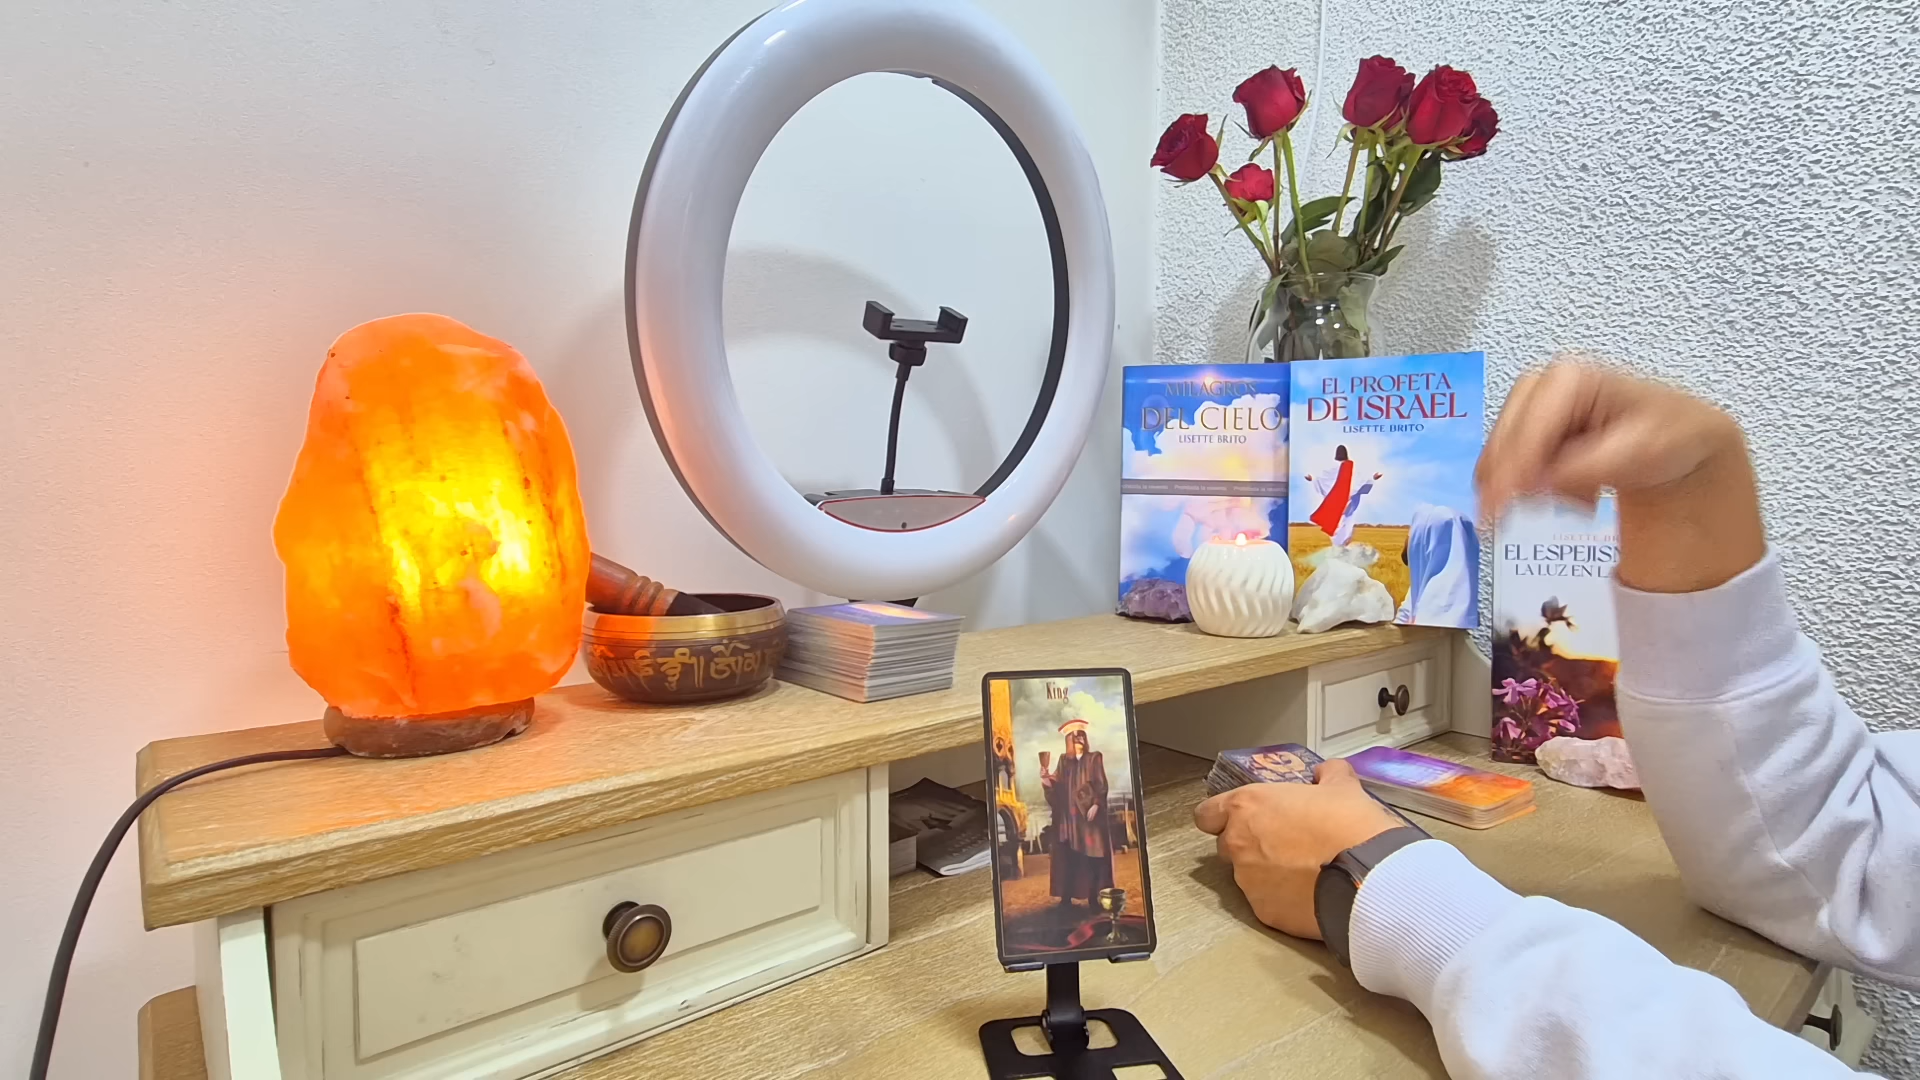 MILAGROS
DEL CIELO
LISETTE BRITO
EL PROFETA
DE ISRAEL
LISETTE BRITO
EL ESPEJISM
LA LUZ EN L
King